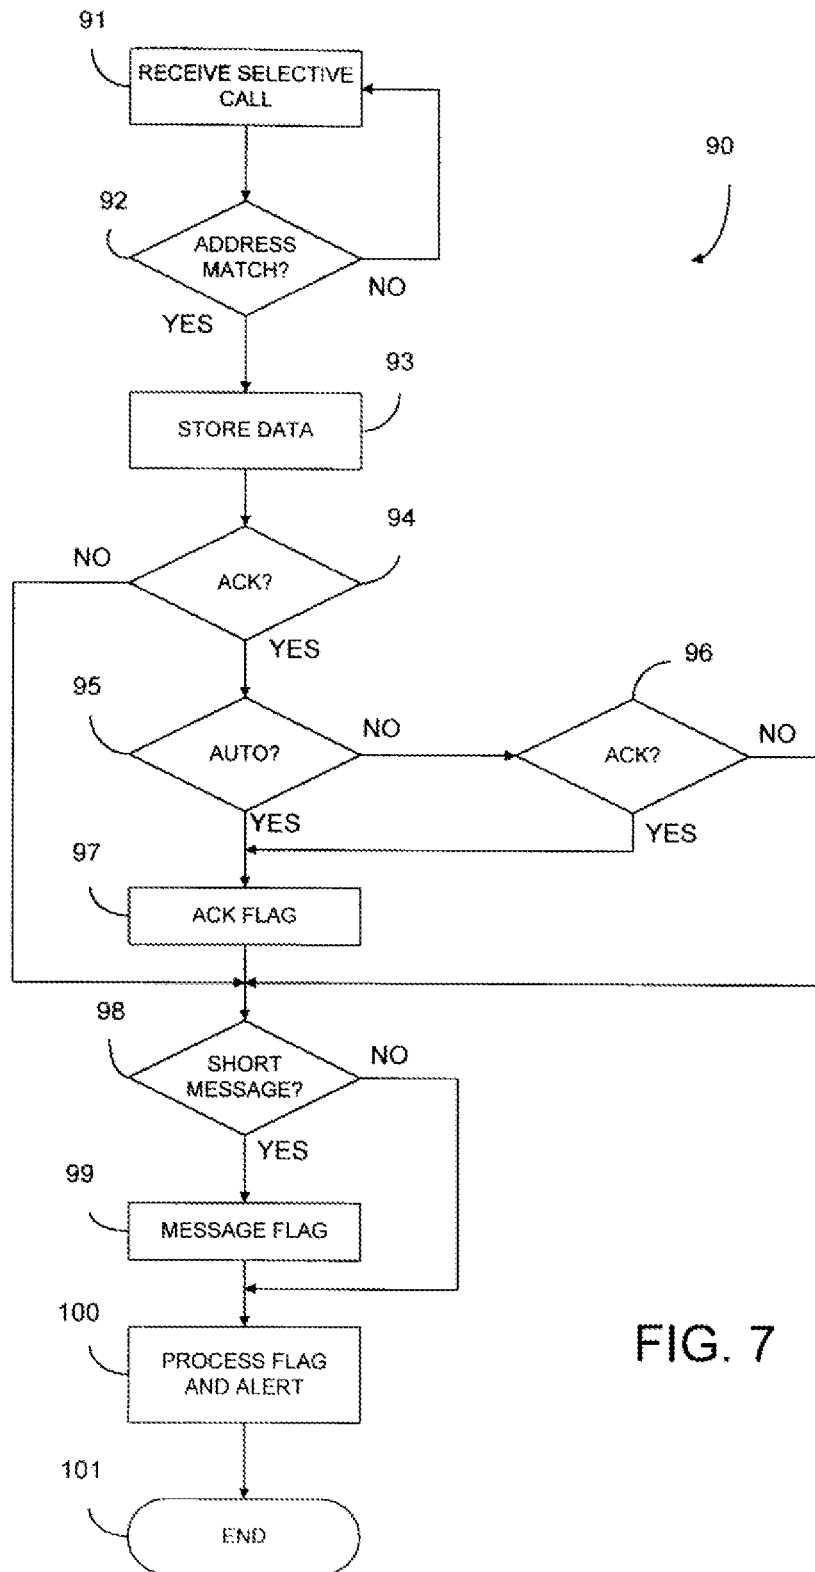 91
RECEIVE SELECTIVE
CALL
90
92
ADDRESS
MATCH?
NO
YES
93
STORE DATA
94
NO
ACK?
YES
96
95
NO
NO
AUTO?
ACK?
YES
YES
97
ACK FLAG
98
NO
SHORT
MESSAGE?
YES
99
MESSAGE FLAG
100
PROCESS FLAG
AND ALERT
FIG. 7
101
END